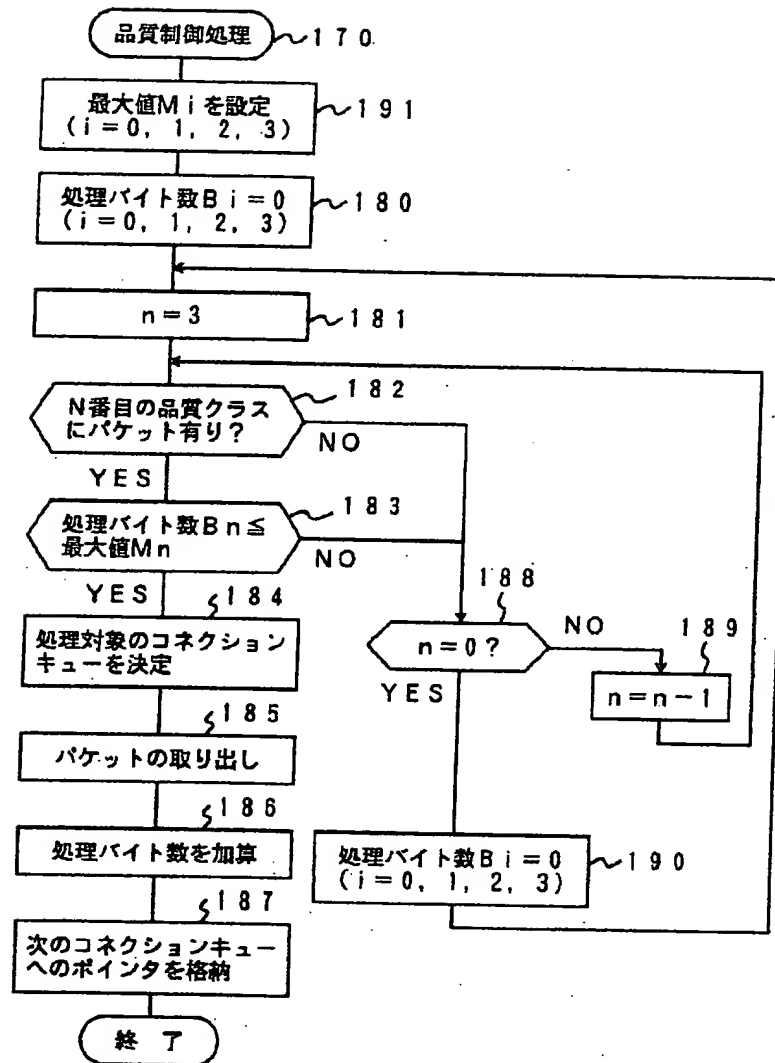 品質制御処理
170
最大値Miを設定
(i=0, 1, 2, 3)
191
処理バイト数Bi=0
(i=0, 1, 2, 3)
180
n=3
181
182
N番目の品質クラス
にパケット有り?
NO
YES
183
処理バイト数Bn≦
最大値Mn
NO
YES
184
処理対象のコネクション
キューを決定
188
n=0?
NO
YES
189
n=n-1
185
パケットの取り出し
186
処理バイト数を加算
処理バイト数Bi=0
(i=0, 1, 2, 3)
190
187
次のコネクションキュー
へのポインタを格納
終 了